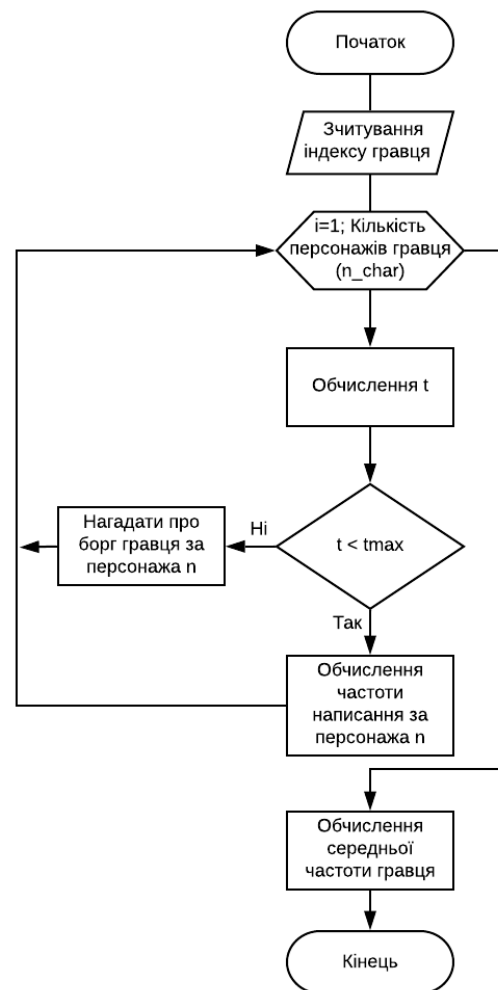 Початок
Зчитування
індексу гравця
i=1; Кількість
персонажів гравця
(n_char)
Обчислення t
t < tmax
Ні
Нагадати про
борг гравця за
персонажа n
Так
Обчислення
частоти
написання за
персонажа n
Обчислення
середньої
частоти гравця
Кінець